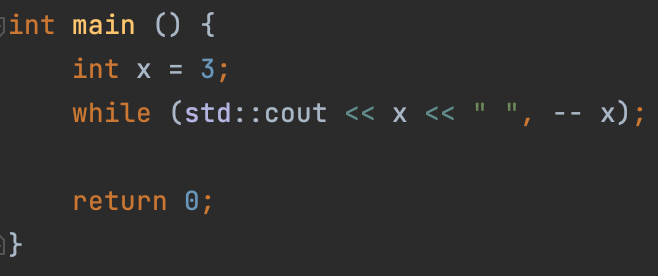 int main () {
    int x = 3;
    while (std::cout << x << " ", -- x);
    return 0;
}